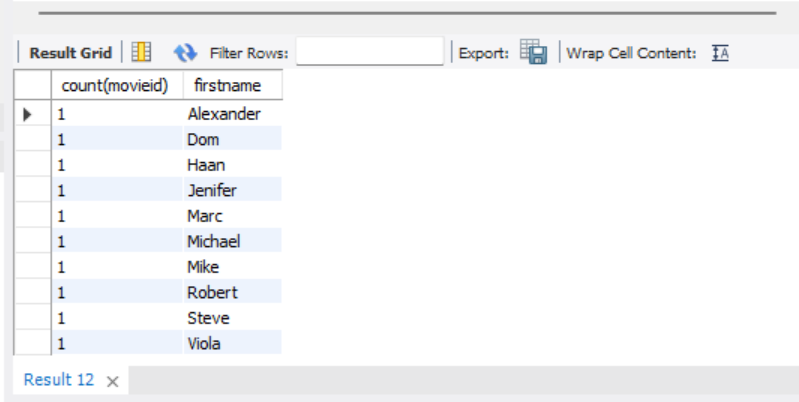 Result Grid Filter Rows: Export: Wrap Cell Content: IA
count(movieid) firstname
1 Alexander
1 Dom
1 Haan
1 Jenifer
1 Marc
1 Michael
1 Mike
1 Robert
1 Steve
1 Viola
Result 12 ×